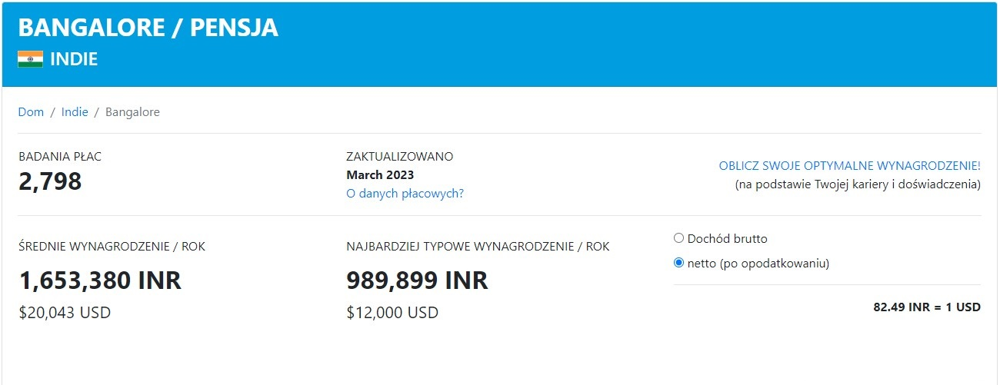 BANGALORE / PENSJA
INDIE
Dom / Indie / Bangalore
BADANIA PŁAC
2,798
ZAKTUALIZOWANO
March 2023
O danych płacowych?
OBLICZ SWOJE OPTYMALNE WYNAGRODZENIE!
(na podstawie Twojej kariery i doświadczenia)
ŚREDNIE WYNAGRODZENIE / ROK
1,653,380 INR
$20,043 USD
NAJBARDZIEJ TYPOWE WYNAGRODZENIE / ROK
989,899 INR
$12,000 USD
Dochód brutto
netto (po opodatkowaniu)
82.49 INR = 1 USD